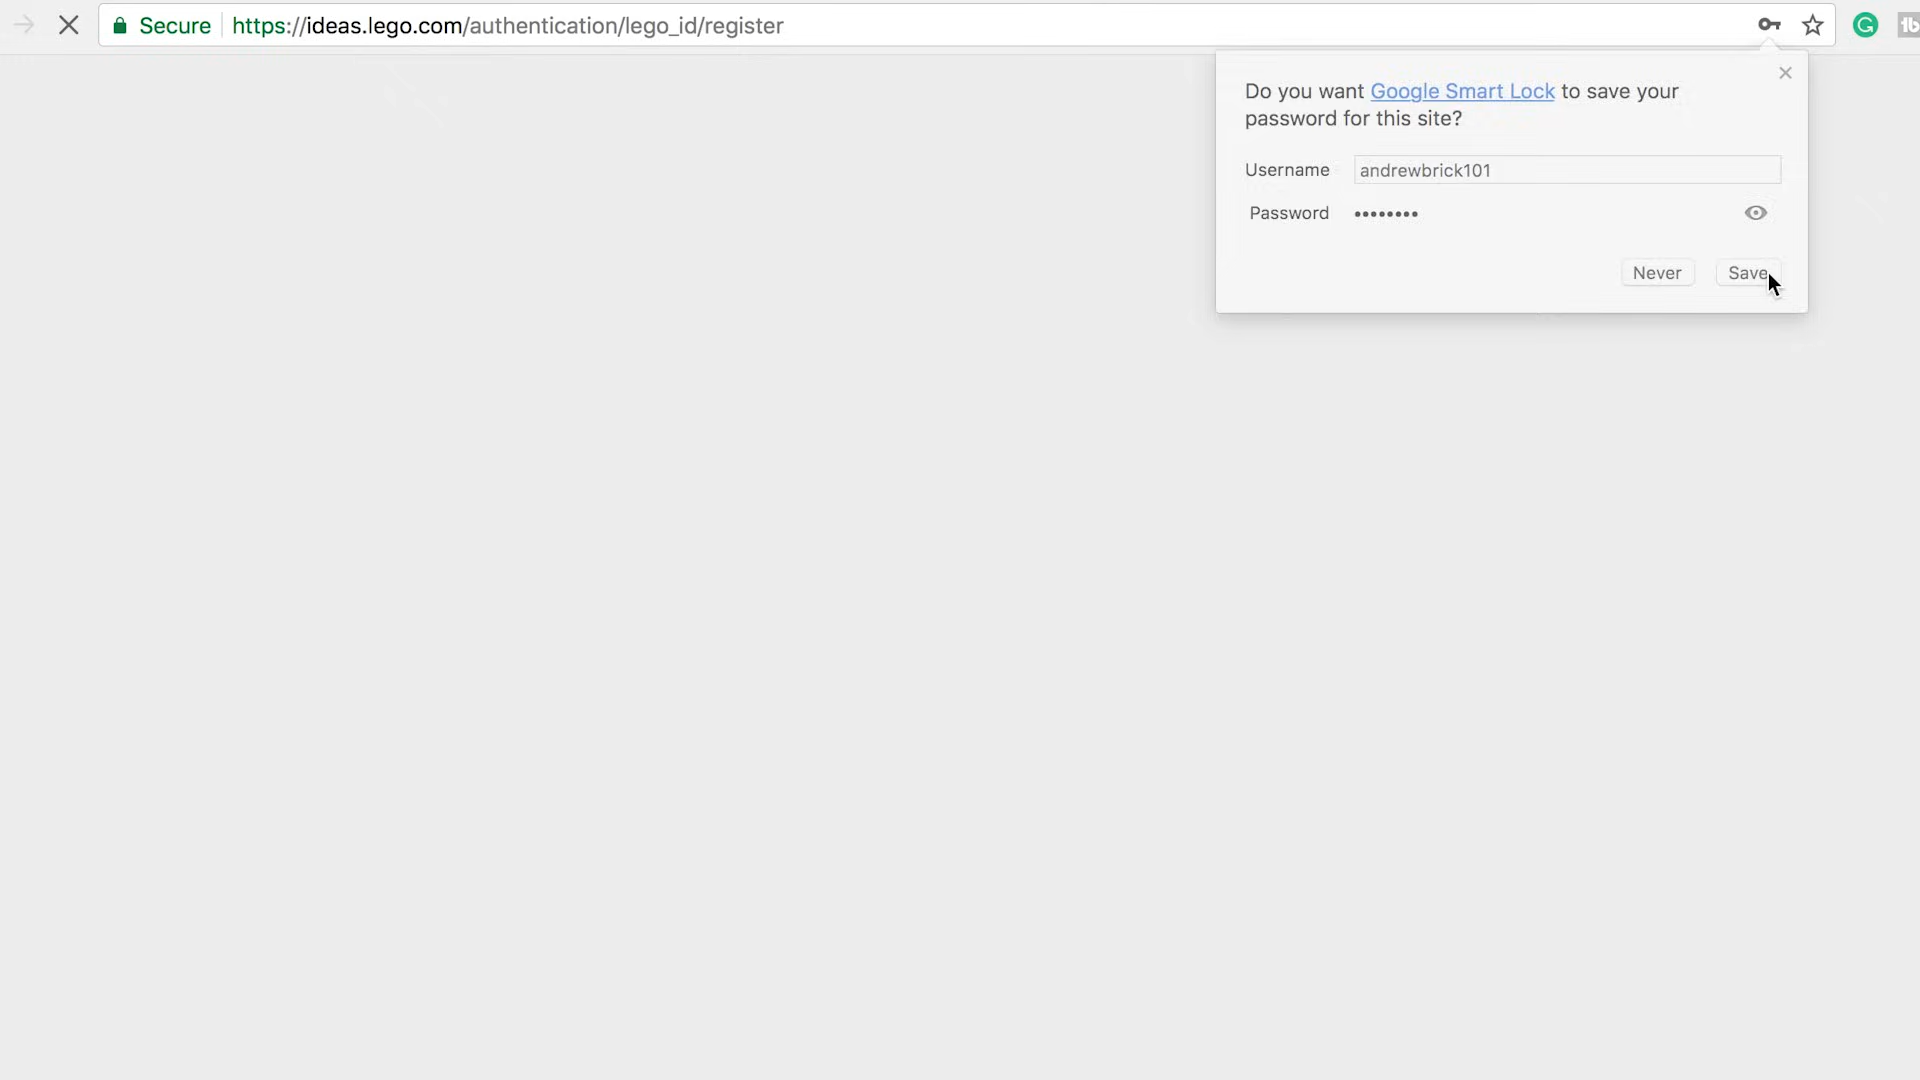 Secure https://ideas.lego.com/authentication/lego_id/register
G
tb
Do you want Google Smart Lock to save your
password for this site?
Username andrewbrick101
Password ••••••••
Never Save